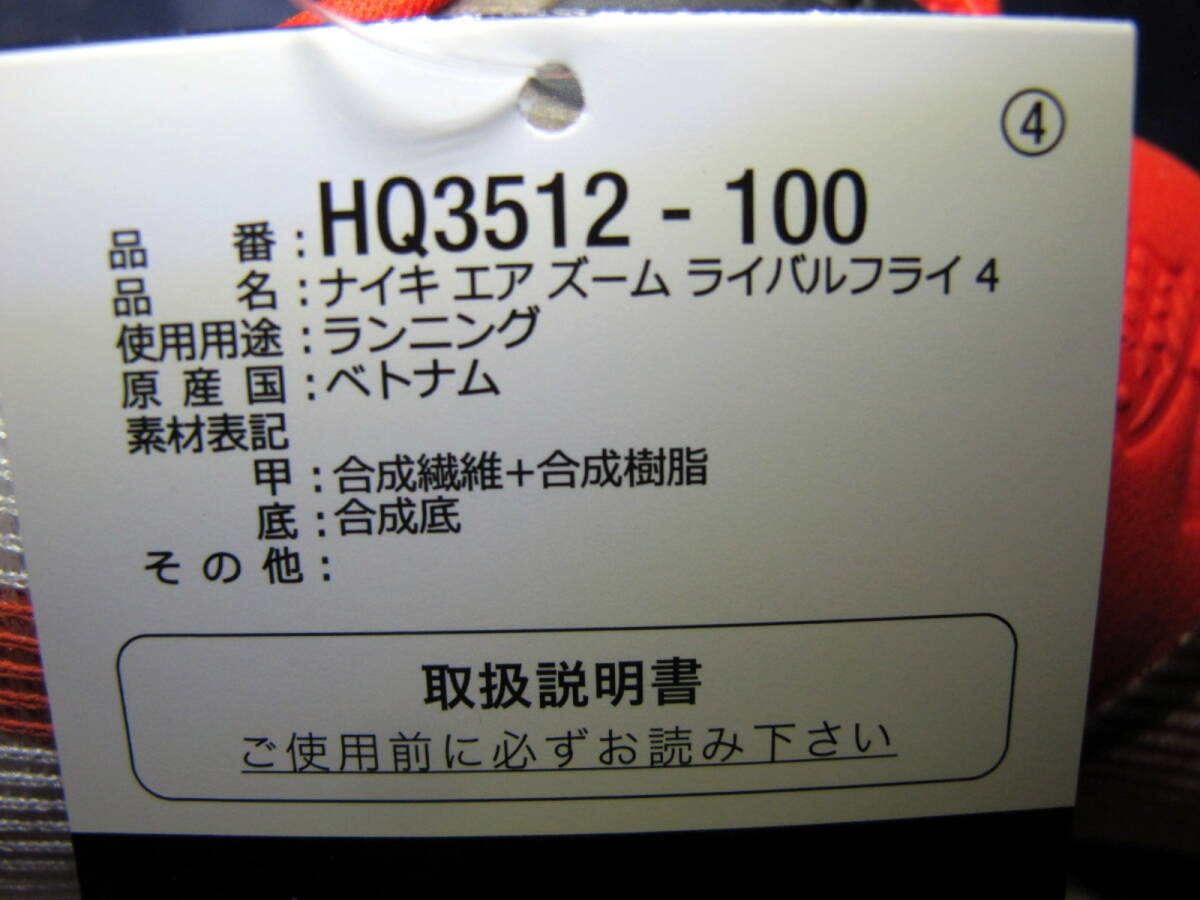 ④
品番:HQ3512-100
品名:ナイキ エア ズーム ライバルフライ 4
使用用途:ランニング
原産国:ベトナム
素材表記
甲:合成繊維+合成樹脂
底:合成底
その他:
取扱説明書
ご使用前に必ずお読み下さい